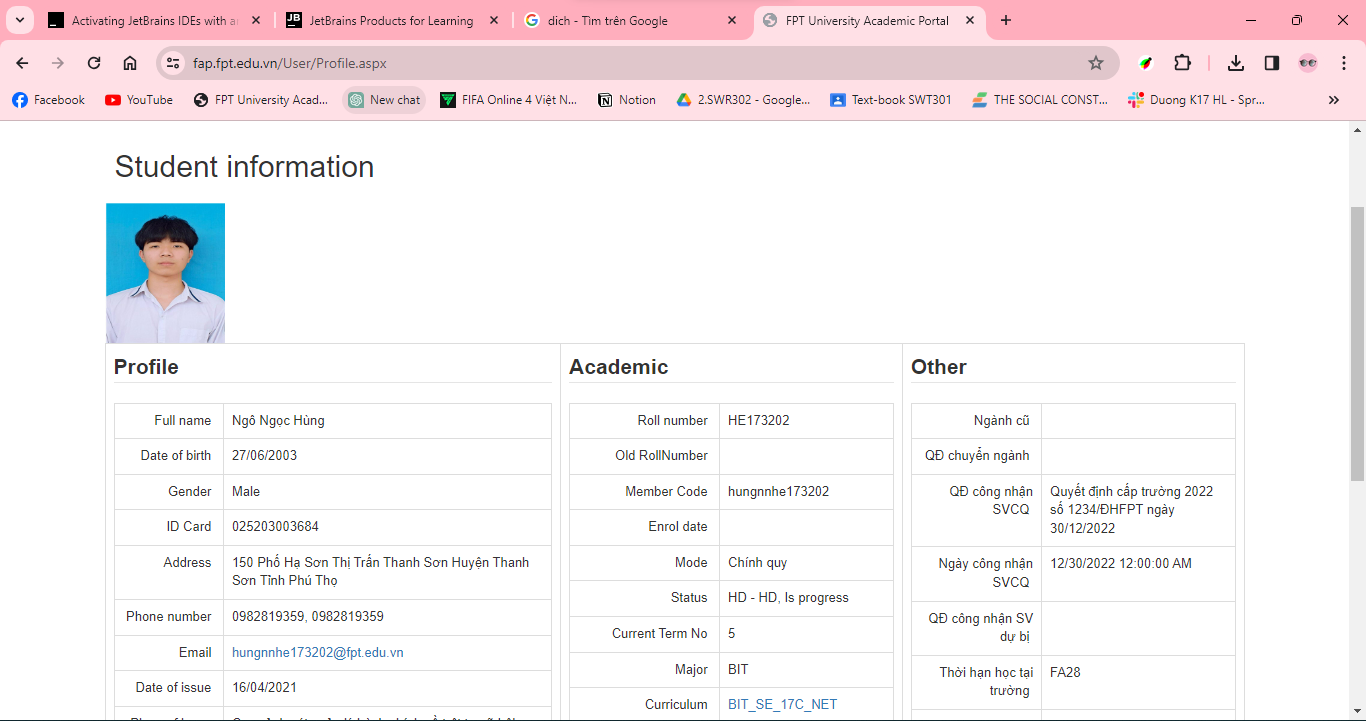 Activating JetBrains IDEs with
JetBrains Products for Learning
dich - Tìm trên Google
FPT University Academic Portal
fap.fpt.edu.vn/User/Profile.aspx
Facebook
YouTube
FPT University Acad...
New chat
FIFA Online 4 Việt N...
Notion
2.SWR302 - Google...
Text-book SWT301
THE SOCIAL CONST...
Duong K17 HL - Spr...
Student information
Profile
Full name Ngô Ngọc Hùng
Date of birth 27/06/2003
Gender Male
ID Card 025203003684
Address 150 Phố Hạ Sơn Thị Trấn Thanh Sơn Huyện Thanh
Sơn Tỉnh Phú Thọ
Phone number 0982819359, 0982819359
Email hungnnhe173202@fpt.edu.vn
Date of issue 16/04/2021
Academic
Roll number HE173202
Old RollNumber
Member Code hungnnhe173202
Enrol date
Mode Chính quy
Status HD - HD, Is progress
Current Term No 5
Major BIT
Curriculum BIT_SE_17C_NET
Other
Ngành cũ
QĐ chuyển ngành
QĐ công nhận Quyết định cấp trường 2022
SVCQ số 1234/ĐHFPT ngày
30/12/2022
Ngày công nhận 12/30/2022 12:00:00 AM
SVCQ
QĐ công nhận SV
dự bị
Thời hạn học tại FA28
trường